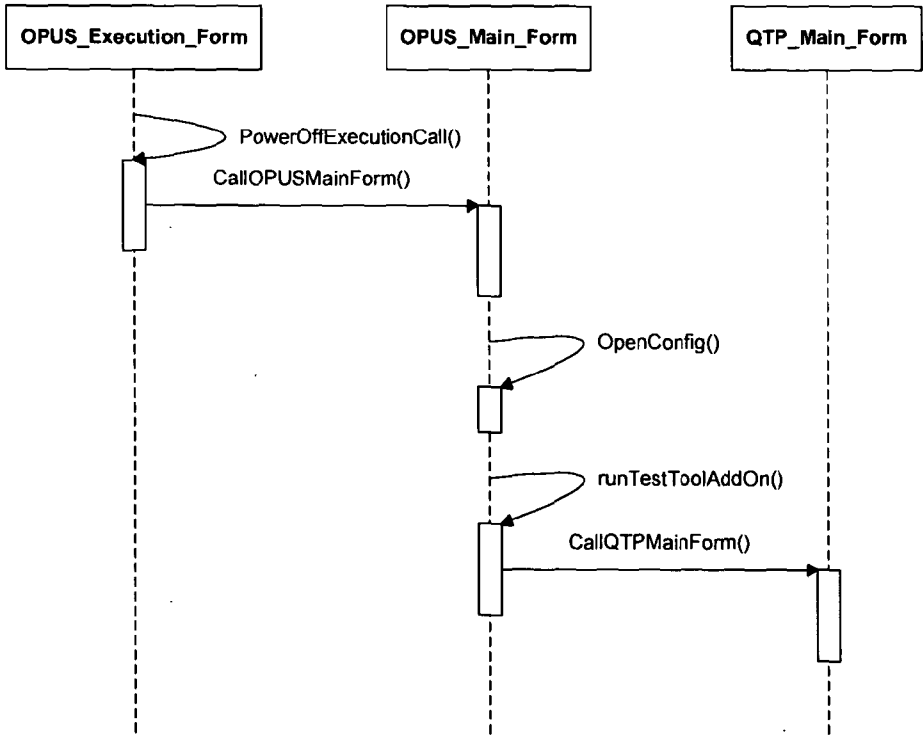 OPUS_Execution_Form
OPUS_Main_Form
QTP_Main_Form
PowerOffExecutionCall()
CallOPUSMainForm()
OpenConfig()
runTestToolAddOn()
CallQTPMainForm()